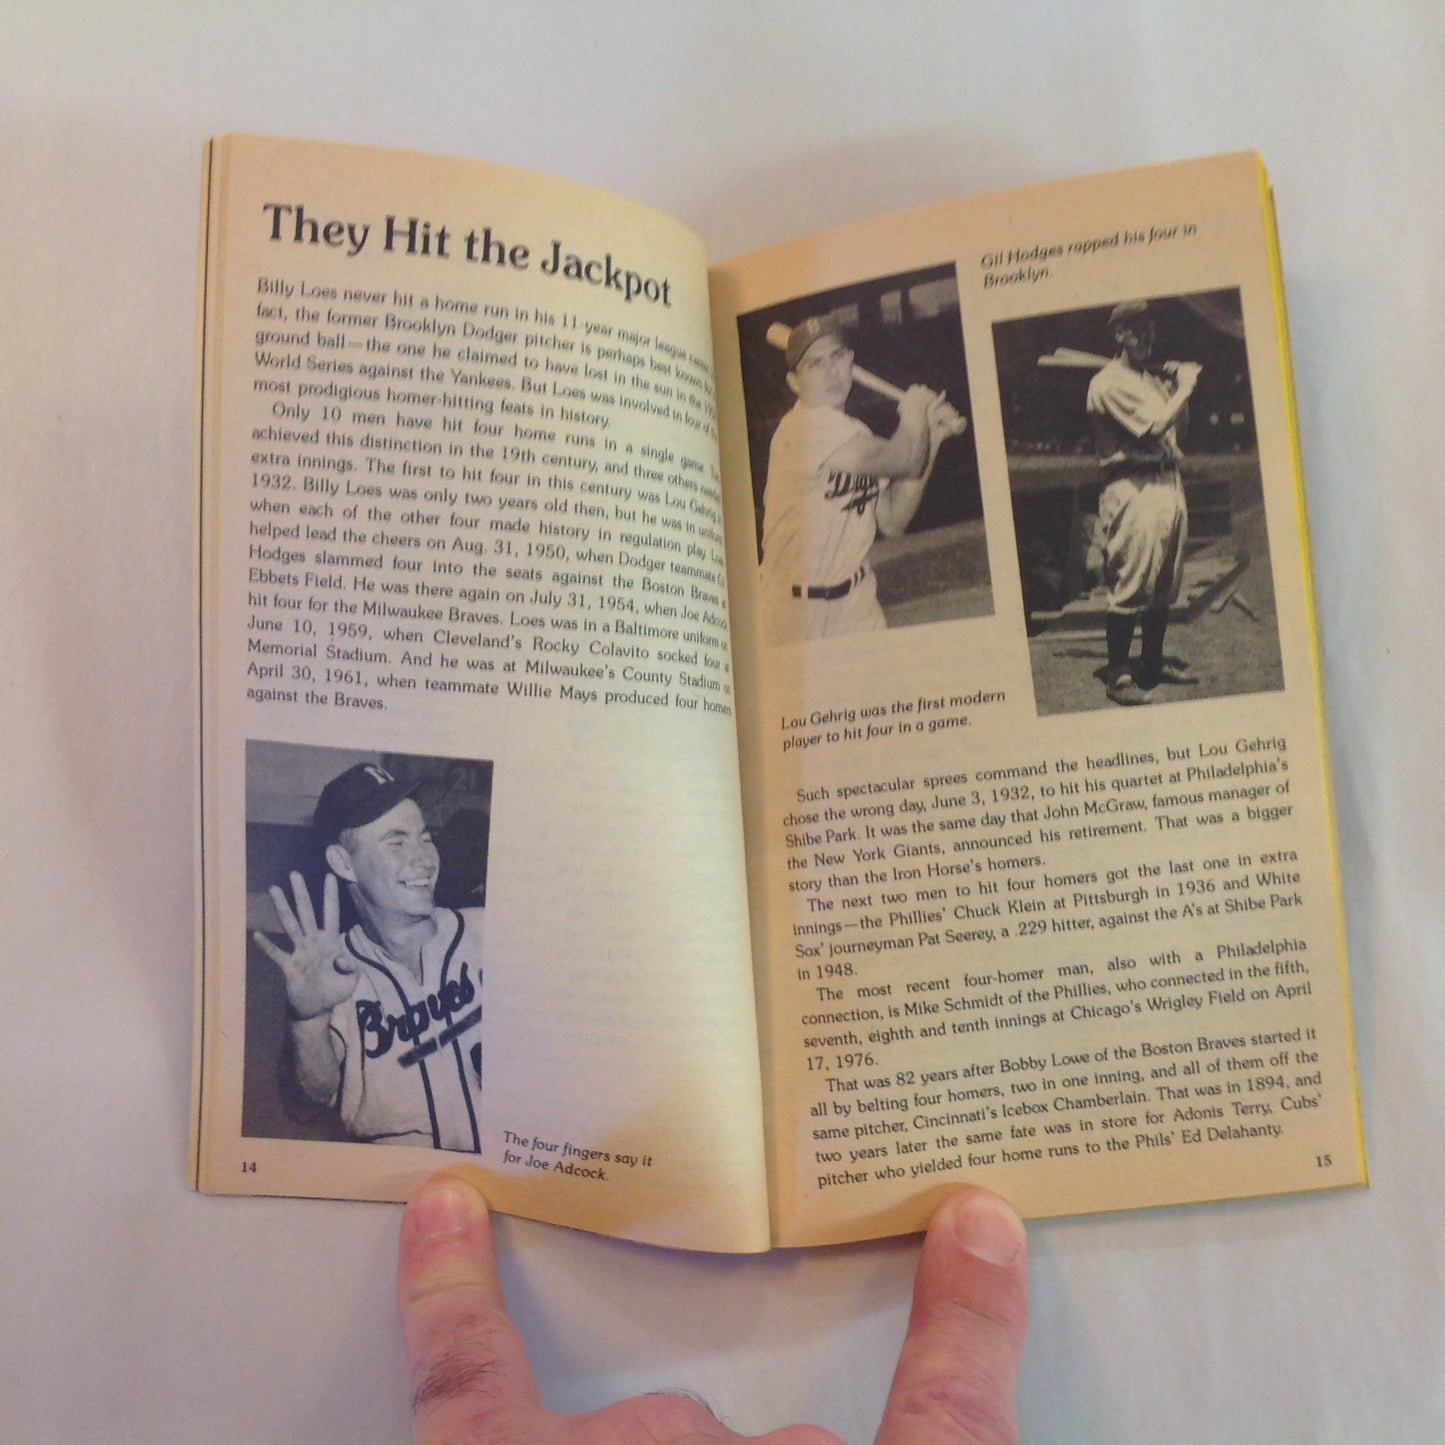 They Hit the Jackpot
Billy Loes never hit a home run in his 11-year major league
fact, the former Brooklyn Dodger pitcher is perhaps best known
ground ball—the one he claimed to have lost in the sun in the
World Series against the Yankees. But Loes was involved in four of
most prodigious homer-hitting feats in history.
Only 10 men have hit four home runs in a single game.
achieved this distinction in the 19th century, and three others
extra innings. The first to hit four in this century was Lou Gehrig
1932. Billy Loes was only two years old then, but he was in uniform
when each of the other four made history in regulation play. Loes
helped lead the cheers on Aug. 31, 1950, when Dodger teammate
Hodges slammed four into the seats against the Boston Braves
Ebbets Field. He was there again on July 31, 1954, when Joe Adcock
hit four for the Milwaukee Braves. Loes was in a Baltimore uniform on
June 10, 1959, when Cleveland's Rocky Colavito socked four at
Memorial Stadium. And he was at Milwaukee's County Stadium on
April 30, 1961, when teammate Willie Mays produced four homers
against the Braves.
M
Braves
The four fingers say it
for Joe Adcock.
14
Gil Hodges rapped his four in
Brooklyn.
B
Lou Gehrig was the first modern
player to hit four in a game.
Such spectacular sprees command the headlines, but Lou Gehrig
chose the wrong day, June 3, 1932, to hit his quartet at Philadelphia's
Shibe Park. It was the same day that John McGraw, famous manager of
the New York Giants, announced his retirement. That was a bigger
story than the Iron Horse's homers.
The next two men to hit four homers got the last one in extra
innings—the Phillies' Chuck Klein at Pittsburgh in 1936 and White
Sox' journeyman Pat Seerey, a .229 hitter, against the A's at Shibe Park
in 1948.
The most recent four-homer man, also with a Philadelphia
connection, is Mike Schmidt of the Phillies, who connected in the fifth,
seventh, eighth and tenth innings at Chicago's Wrigley Field on April
17, 1976.
That was 82 years after Bobby Lowe of the Boston Braves started it
all by belting four homers, two in one inning, and all of them off the
same pitcher, Cincinnati's Icebox Chamberlain. That was in 1894, and
two years later the same fate was in store for Adonis Terry, Cubs'
pitcher who yielded four home runs to the Phils' Ed Delahanty.
15